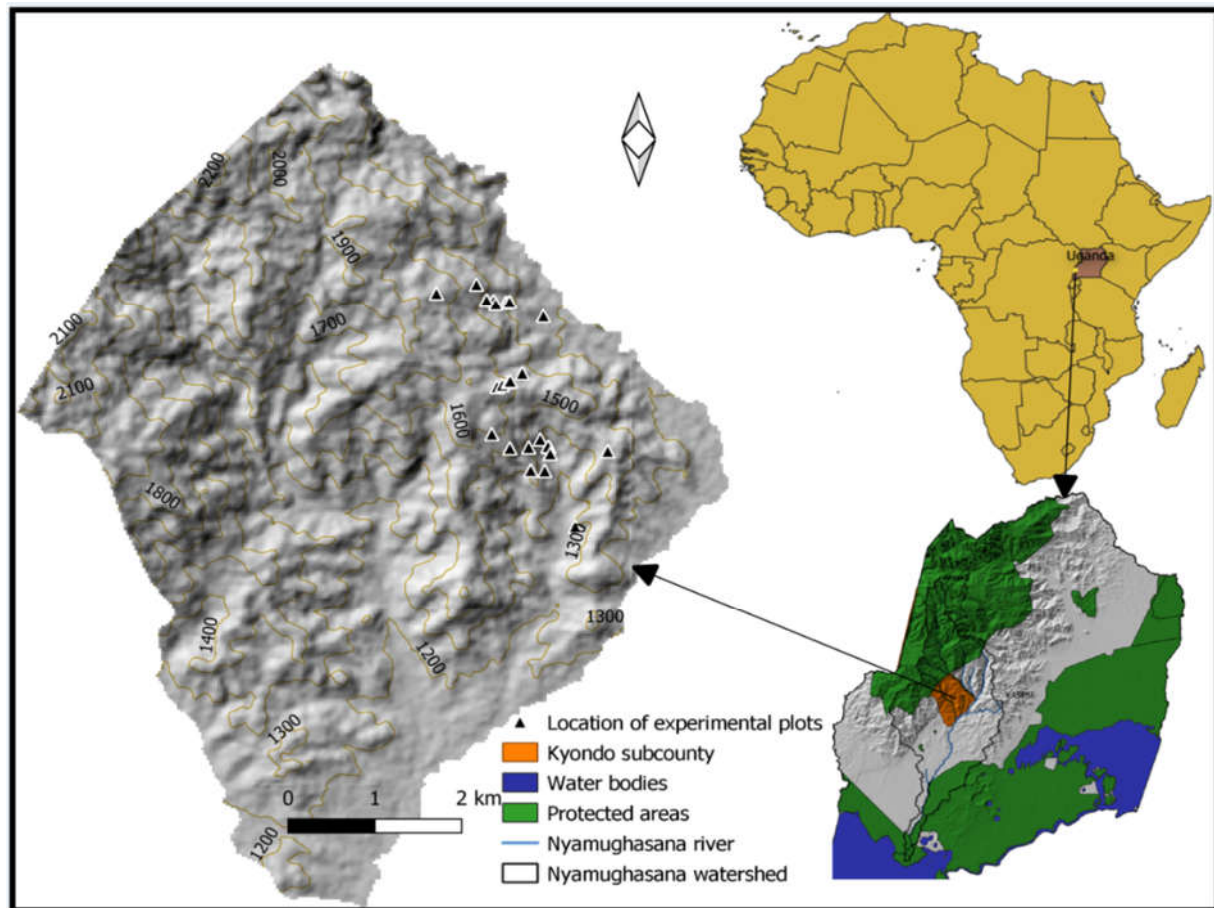 2200
2000
1900
2100
1700
2100
1600
1500
1800
1300
1300
1400
1200
1300
1200
0 1 2 km
Uganda
Location of experimental plots
Kyondo subcounty
Water bodies
Protected areas
Nyamughasana river
Nyamughasana watershed